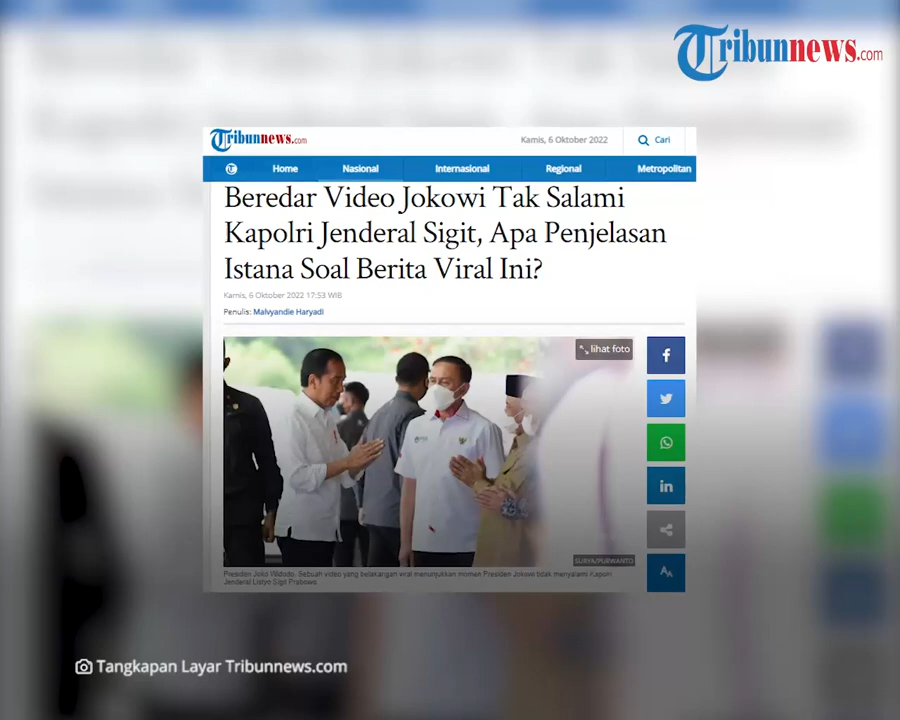 Tribunnews.com
Tribunnews.com
Kamis, 6 Oktober 2022
Cari
Home
Nasional
Internasional
Regional
Metropolitan
Beredar Video Jokowi Tak Salami
Kapolri Jenderal Sigit, Apa Penjelasan
Istana Soal Berita Viral Ini?
Kamis, 6 Oktober 2022 17:53 WIB
Penulis: Malvyandie Haryadi
lihat foto
SURYA/PURWANTO
Presiden Joko Widodo. Sebuah video yang belakangan viral menunjukkan momen Presiden Jokowi tidak menyalami Kapolri
Jenderal Listyo Sigit Prabowo.
Tangkapan Layar Tribunnews.com